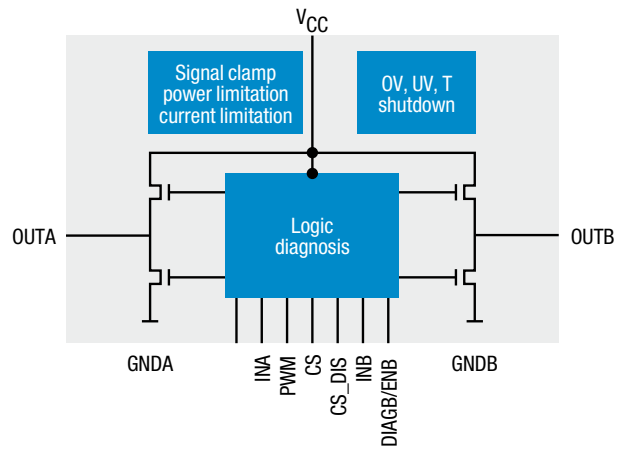 VCC
Signal clamp
power limitation
current limitation
OV, UV, T
shutdown
Logic
diagnosis
OUTA
OUTB
GNDA
INA
PWM
CS
CS_DIS
INB
DIAGB/ENB
GNDB